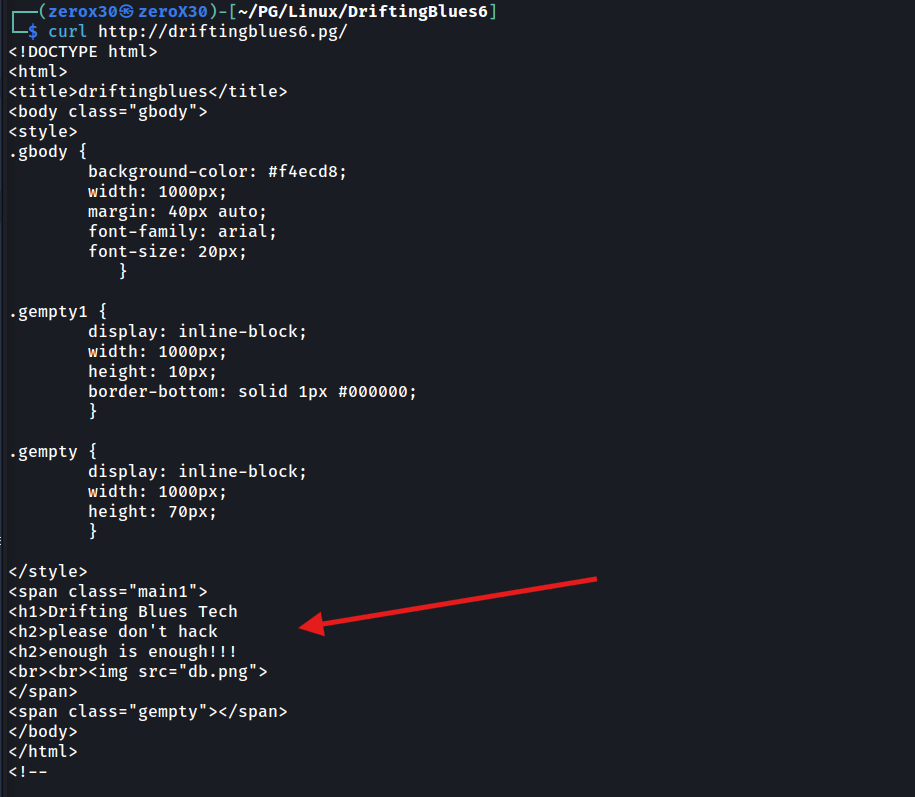 ┌──(zerox30㉿zeroX30)-[~/PG/Linux/DriftingBlues6]
└─$ curl http://driftingblues6.pg/
<!DOCTYPE html>
<html>
<title>driftingblues</title>
<body class="gbody">
<style>
.gbody {
        background-color: #f4ecd8;
        width: 1000px;
        margin: 40px auto;
        font-family: arial;
        font-size: 20px;
           }

.gempty1 {
        display: inline-block;
        width: 1000px;
        height: 10px;
        border-bottom: solid 1px #000000;
        }

.gempty {
        display: inline-block;
        width: 1000px;
        height: 70px;
        }

</style>
<span class="main1">
<h1>Drifting Blues Tech
<h2>please don't hack
<h2>enough is enough!!!
<br><br><img src="db.png">
</span>
<span class="gempty"></span>
</body>
</html>
<!--